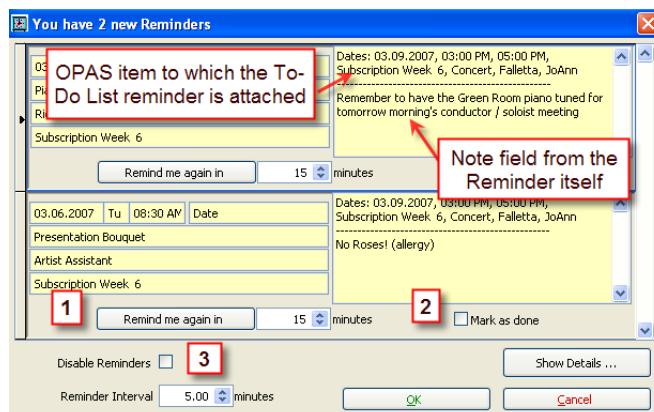 You have 2 new Reminders
03
Pi
Ri
Subscription Week 6
OPAS item to which the To-
Do List reminder is attached
Dates: 03.09.2007, 03:00 PM, 05:00 PM,
Subscription Week 6, Concert, Falletta, JoAnn
--------------------------------------------------
Remember to have the Green Room piano tuned for
tomorrow morning's conductor / soloist meeting
Note field from the
Reminder itself
Remind me again in 15 minutes
03.06.2007 Tu 08:30 AM Date
Presentation Bouquet
Artist Assistant
Subscription Week 6
Dates: 03.09.2007, 03:00 PM, 05:00 PM,
Subscription Week 6, Concert, Falletta, JoAnn
--------------------------------------------------
No Roses! (allergy)
1
Remind me again in 15 minutes
2
Mark as done
Disable Reminders
3
Show Details ...
Reminder Interval 5.00 minutes
OK
Cancel